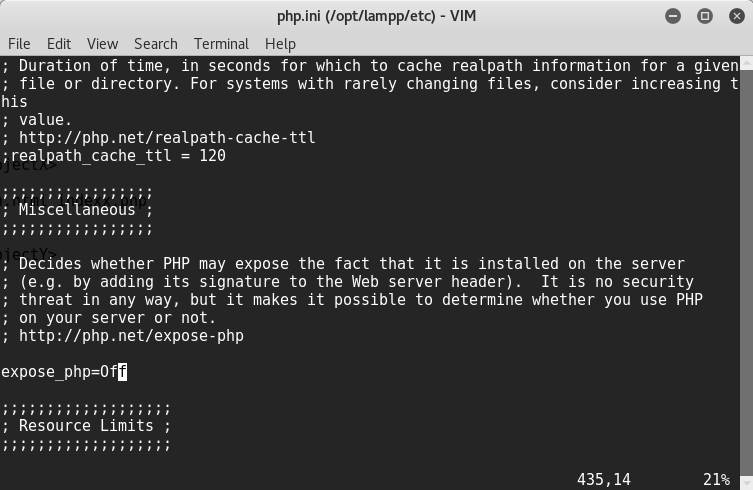 php.ini (/opt/lampp/etc) - VIM
File Edit View Search Terminal Help
; Duration of time, in seconds for which to cache realpath information for a given
; file or directory. For systems with rarely changing files, consider increasing t
his
; value.
; http://php.net/realpath-cache-ttl
;realpath_cache_ttl = 120
;;;;;;;;;;;;;;;;;
; Miscellaneous ;
;;;;;;;;;;;;;;;;;
; Decides whether PHP may expose the fact that it is installed on the server
; (e.g. by adding its signature to the Web server header).  It is no security
; threat in any way, but it makes it possible to determine whether you use PHP
; on your server or not.
; http://php.net/expose-php
expose_php=Off
;;;;;;;;;;;;;;;;;;;
; Resource Limits ;
;;;;;;;;;;;;;;;;;;;
435,14 21%